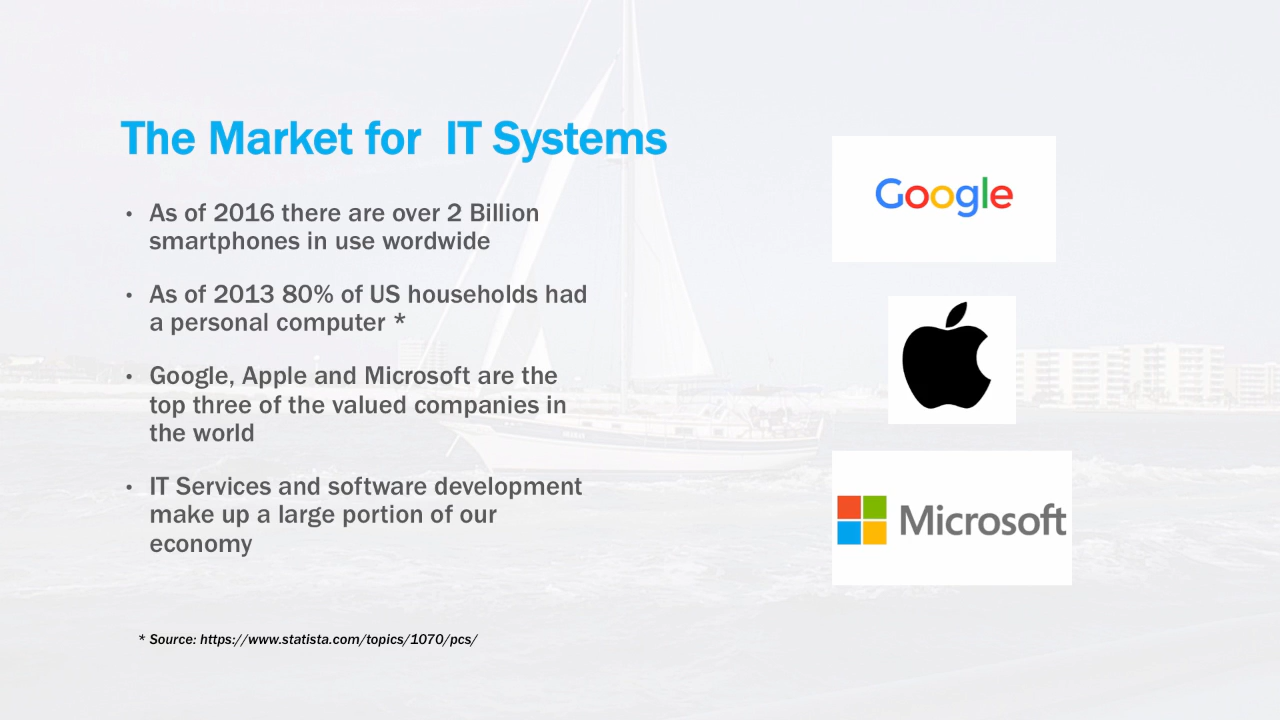 The Market for  IT Systems
• As of 2016 there are over 2 Billion
smartphones in use wordwide
• As of 2013 80% of US households had
a personal computer *
• Google, Apple and Microsoft are the
top three of the valued companies in
the world
• IT Services and software development
make up a large portion of our
economy
* Source: https://www.statista.com/topics/1070/pcs/
Google
Microsoft